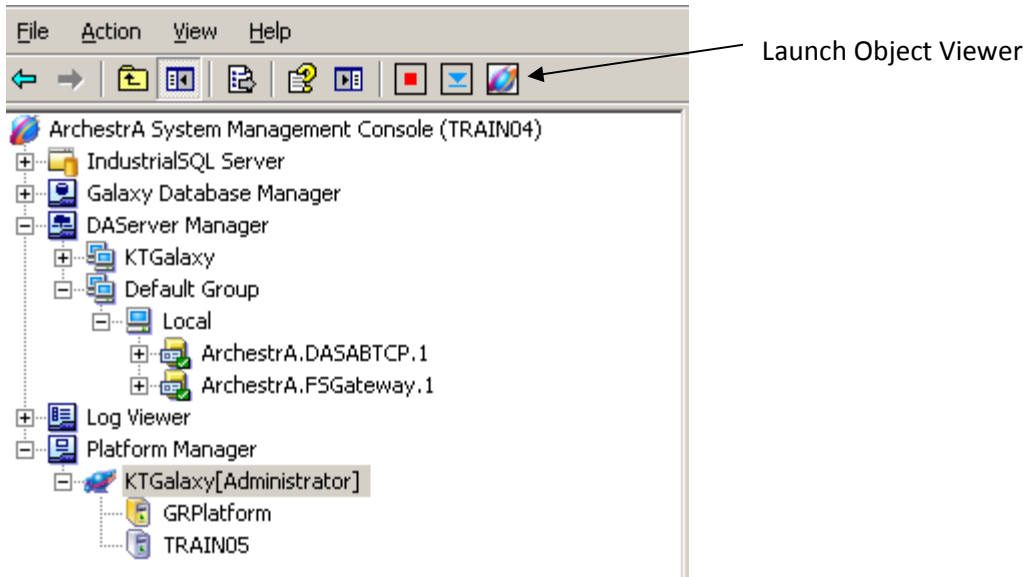 File Action View Help
Launch Object Viewer
ArchestrA System Management Console (TRAIN04)
IndustrialSQL Server
Galaxy Database Manager
DAServer Manager
KTGalaxy
Default Group
Local
ArchestrA.DASABTCP.1
ArchestrA.FSGateway.1
Log Viewer
Platform Manager
KTGalaxy[Administrator]
GRPlatform
TRAIN05